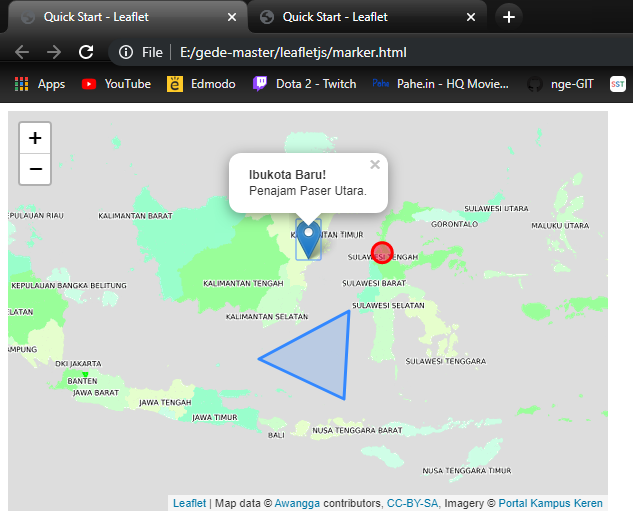 Quick Start - Leaflet
Quick Start - Leaflet
File | E:/gede-master/leafletjs/marker.html
Apps YouTube Edmodo Dota 2 - Twitch Pahe.in - HQ Movie... nge-GIT SST
+
−
Ibukota Baru!
Penajam Paser Utara.
KEPULAUAN RIAU
KALIMANTAN BARAT
KALIMANTAN TIMUR
SULAWESI UTARA
GORONTALO
MALUKU UTARA
SULAWESI TENGAH
KEPULAUAN BANGKA BELITUNG
KALIMANTAN TENGAH
SULAWESI BARAT
SULAWESI SELATAN
ELATAN
KALIMANTAN SELATAN
AMPUNG
DKI JAKARTA
SULAWESI TENGGARA
BANTEN
JAWA BARAT
JAWA TENGAH
JAWA TIMUR
BALI
NUSA TENGGARA BARAT
NUSA TENGGARA TIMUR
Leaflet | Map data © Awangga contributors, CC-BY-SA, Imagery © Portal Kampus Keren